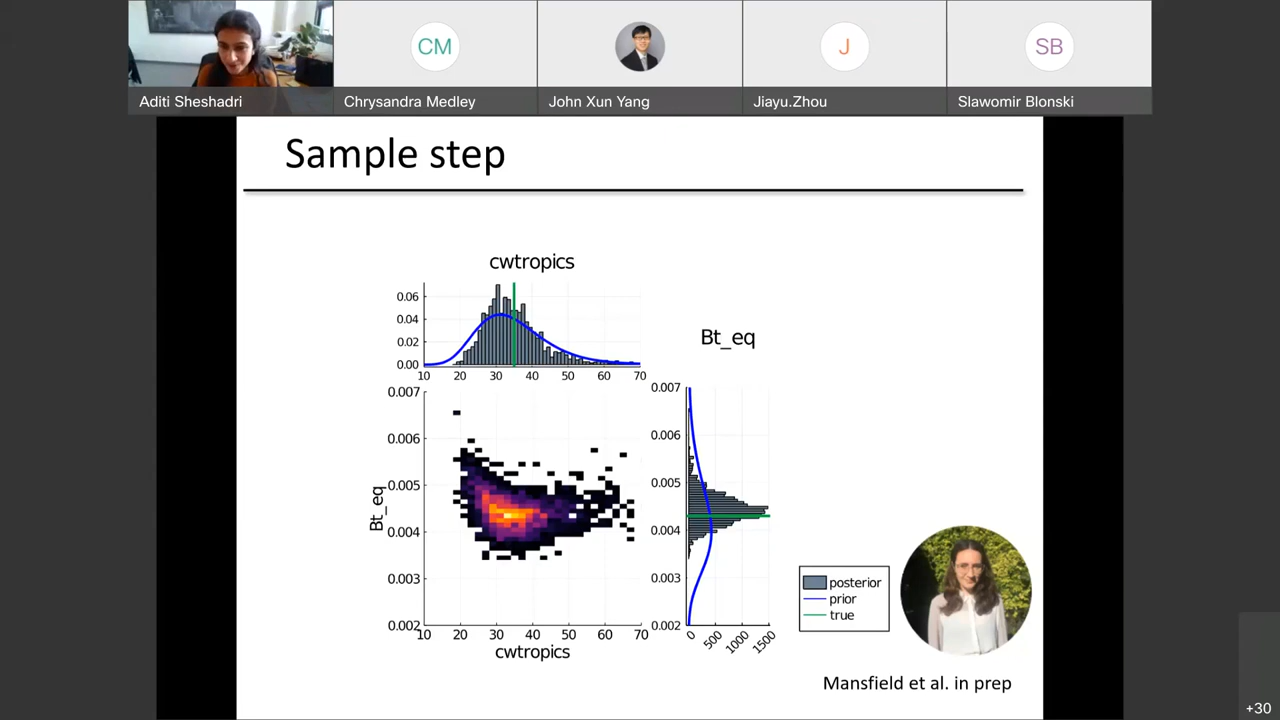 CM
J
SB
Aditi Sheshadri
Chrysandra Medley
John Xun Yang
Jiayu.Zhou
Slawomir Blonski
Sample step
cwtropics
0.06
0.04
0.02
0.00
10 20 30 40 50 60 70
Bt_eq
0.007
0.006
0.005
0.004
0.003
0.002
Bt_eq
10 20 30 40 50 60 70
cwtropics
0.007
0.006
0.005
0.004
0.003
0.002
0 500 1000 1500
posterior
prior
true
Mansfield et al. in prep
+30